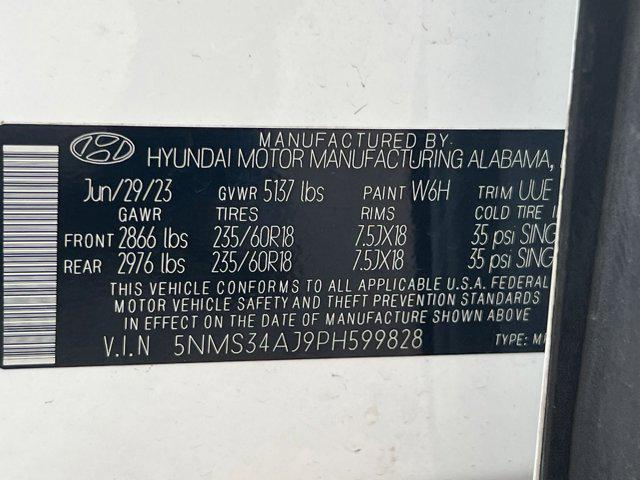 MANUFACTURED BY:
HYUNDAI MOTOR MANUFACTURING ALABAMA,
Jun/29/23 GVWR 5137 lbs PAINT W6H TRIM UUE
GAWR TIRES RIMS COLD TIRE
FRONT 2866 lbs 235/60R18 7.5JX18 35 psi SING
REAR 2976 lbs 235/60R18 7.5JX18 35 psi SING
THIS VEHICLE CONFORMS TO ALL APPLICABLE U.S.A. FEDERAL
MOTOR VEHICLE SAFETY AND THEFT PREVENTION STANDARDS
IN EFFECT ON THE DATE OF MANUFACTURE SHOWN ABOVE
V.I.N 5NMS34AJ9PH599828 TYPE: